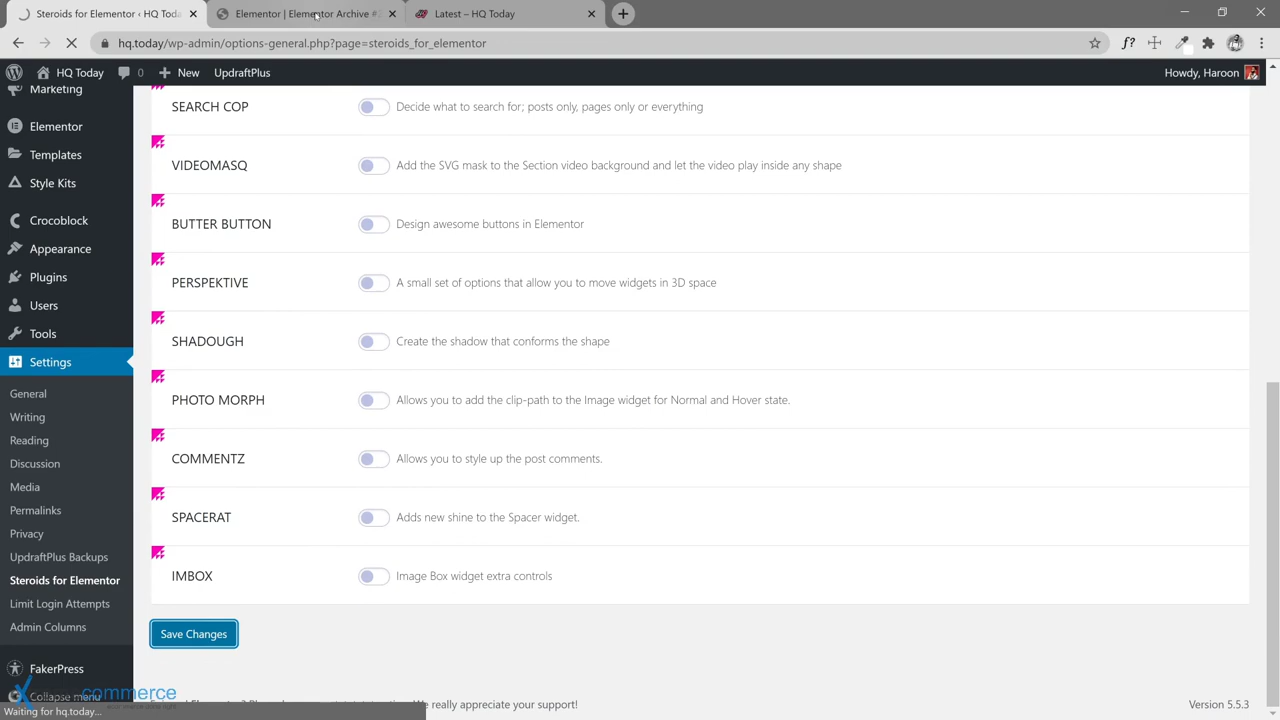 Steroids for Elementor ‹ HQ Toda
Elementor | Elementor Archive #2
Latest – HQ Today
hq.today/wp-admin/options-general.php?page=steroids_for_elementor
f?
HQ Today
0
New
UpdraftPlus
Howdy, Haroon
Marketing
Elementor
Templates
Style Kits
Crocoblock
Appearance
Plugins
Users
Tools
Settings
General
Writing
Reading
Discussion
Media
Permalinks
Privacy
UpdraftPlus Backups
Steroids for Elementor
Limit Login Attempts
Admin Columns
FakerPress
Collapse menu
SEARCH COP
Decide what to search for; posts only, pages only or everything
VIDEOMASQ
Add the SVG mask to the Section video background and let the video play inside any shape
BUTTER BUTTON
Design awesome buttons in Elementor
PERSPEKTIVE
A small set of options that allow you to move widgets in 3D space
SHADOUGH
Create the shadow that conforms the shape
PHOTO MORPH
Allows you to add the clip-path to the Image widget for Normal and Hover state.
COMMENTZ
Allows you to style up the post comments.
SPACERAT
Adds new shine to the Spacer widget.
IMBOX
Image Box widget extra controls
Save Changes
commerce
We really appreciate your support!
Version 5.5.3
Waiting for hq.today...